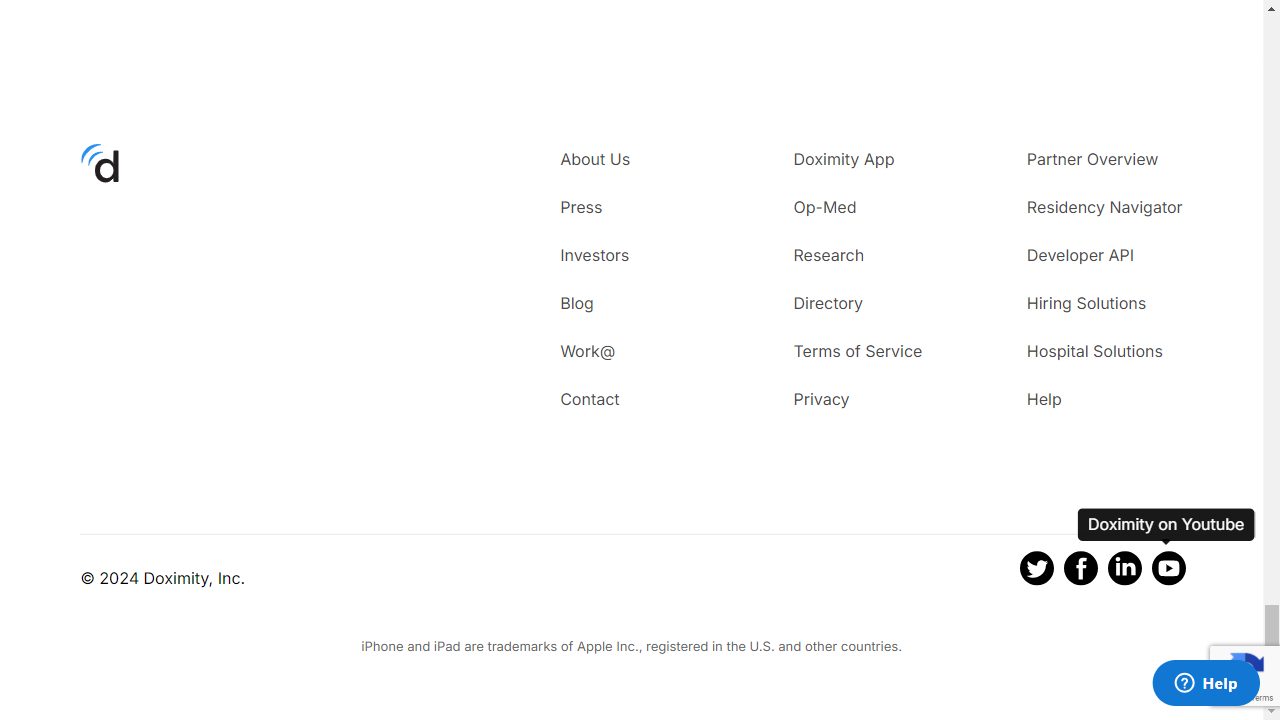 d
About Us
Press
Investors
Blog
Work@
Contact
Doximity App
Op-Med
Research
Directory
Terms of Service
Privacy
Partner Overview
Residency Navigator
Developer API
Hiring Solutions
Hospital Solutions
Help
Doximity on Youtube
© 2024 Doximity, Inc.
iPhone and iPad are trademarks of Apple Inc., registered in the U.S. and other countries.
Help